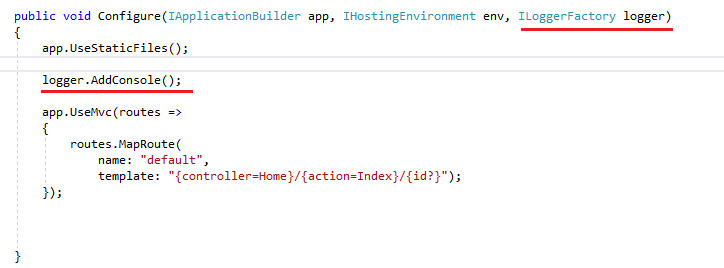 public void Configure(IApplicationBuilder app, IHostingEnvironment env, ILoggerFactory logger)
{
    app.UseStaticFiles();
    logger.AddConsole();
    app.UseMvc(routes =>
    {
        routes.MapRoute(
            name: "default",
            template: "{controller=Home}/{action=Index}/{id?}");
    });
}